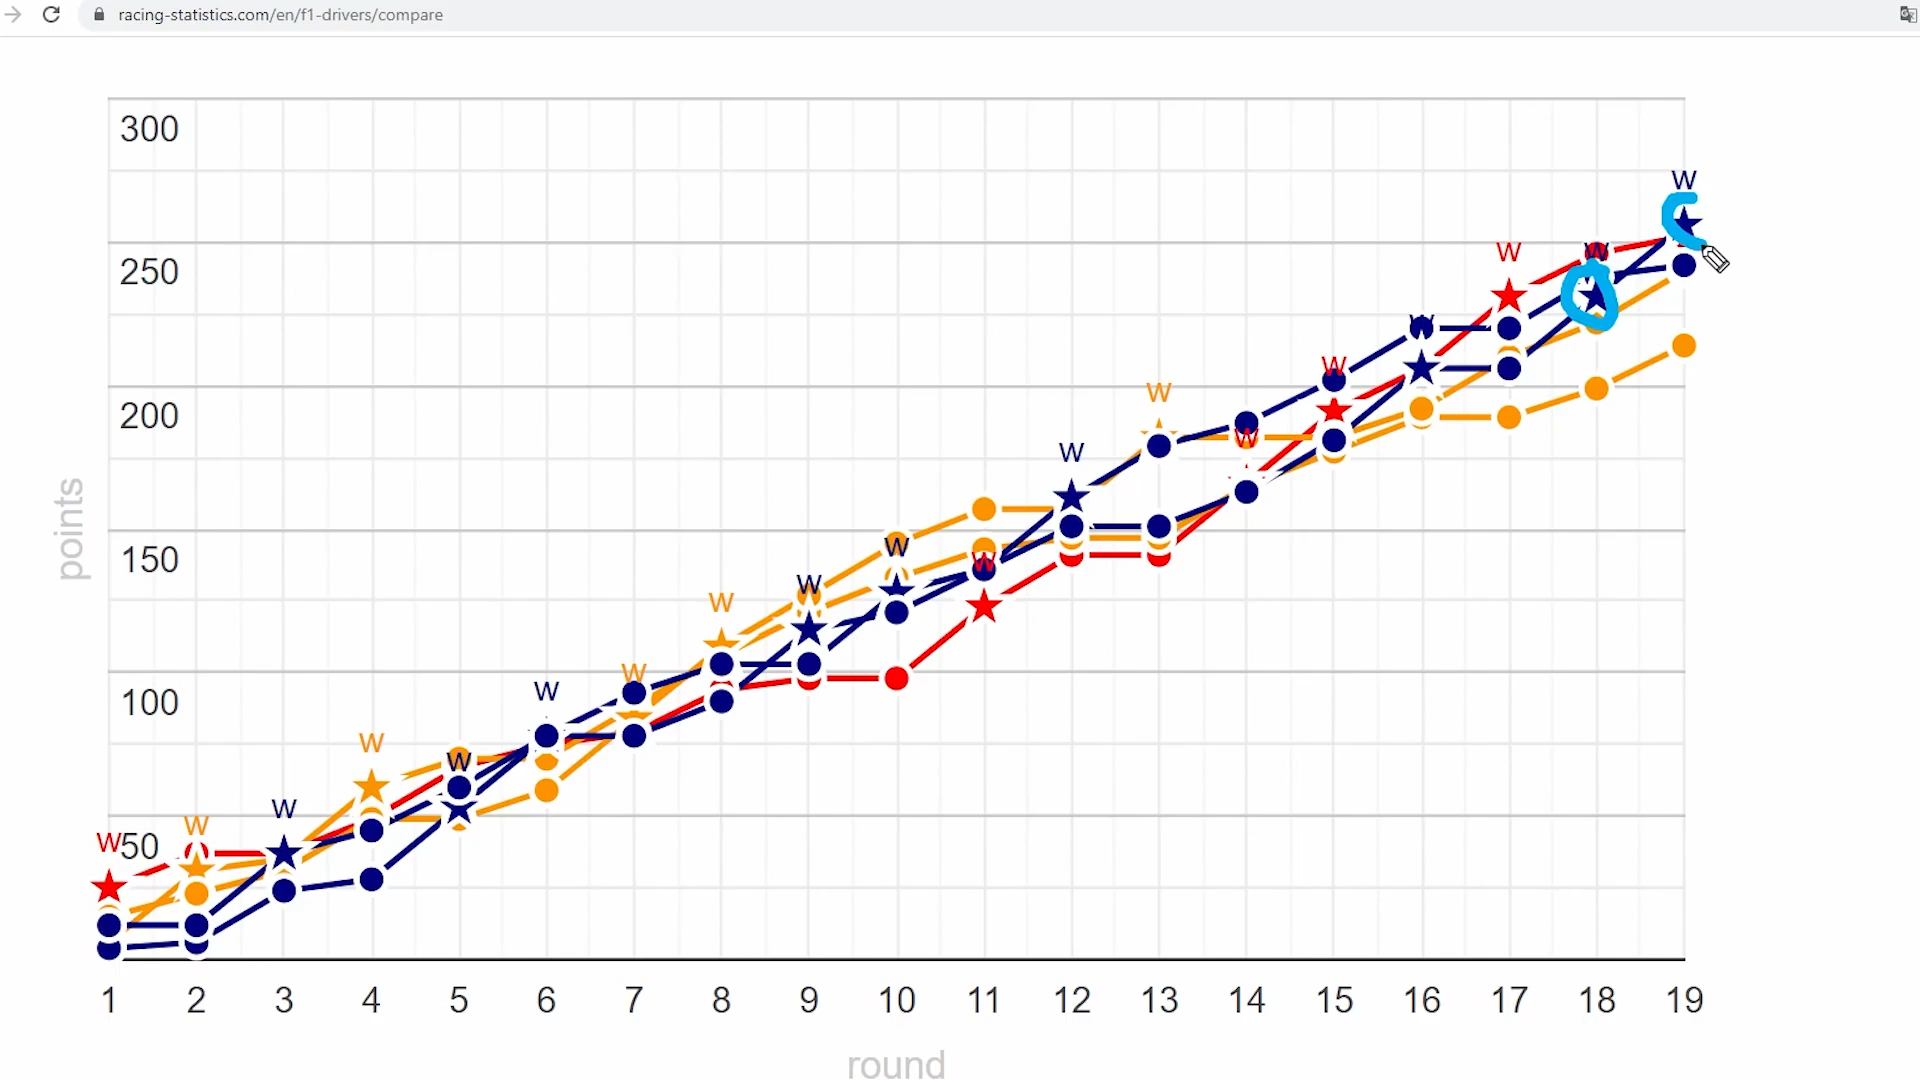 racing-statistics.com/en/f1-drivers/compare
300
W
250
W
W
W
200
W
W
W
W
points
W
150
W
W
W
W
W
100
W
W
W
W
W
W
W
50
1 2 3 4 5 6 7 8 9 10 11 12 13 14 15 16 17 18 19
round